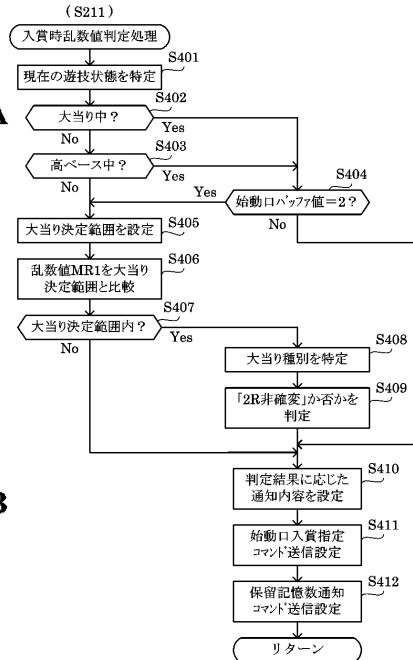 (S211)
入賞時乱数値判定処理
S401
現在の遊技状態を特定
S402
大当り中?
Yes
No
S403
高ベース中?
Yes
No
S404
始動口バッファ値=2?
Yes
No
S405
大当り決定範囲を設定
S406
乱数値MR1を大当り
決定範囲と比較
S407
大当り決定範囲内?
Yes
No
S408
大当り種別を特定
S409
「2R非確変」か否かを
判定
S410
判定結果に応じた
通知内容を設定
S411
始動口入賞指定
コマンド送信設定
S412
保留記憶数通知
コマンド送信設定
リターン